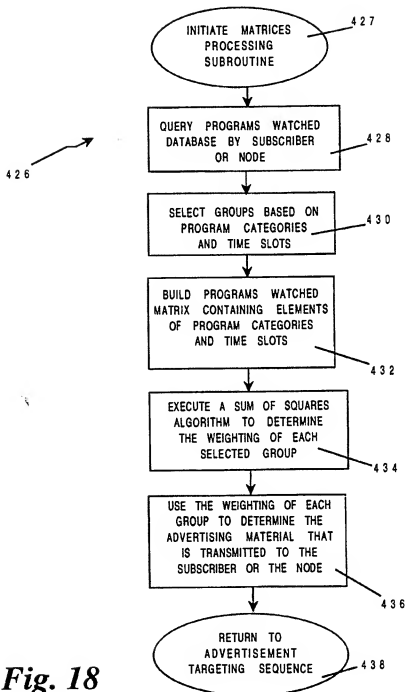 INITIATE MATRICES
PROCESSING
SUBROUTINE
427
QUERY PROGRAMS WATCHED
DATABASE BY SUBSCRIBER
OR NODE
428
426
SELECT GROUPS BASED ON
PROGRAM CATEGORIES
AND TIME SLOTS
430
BUILD PROGRAMS WATCHED
MATRIX CONTAINING ELEMENTS
OF PROGRAM CATEGORIES
AND TIME SLOTS
432
EXECUTE A SUM OF SQUARES
ALGORITHM TO DETERMINE
THE WEIGHTING OF EACH
SELECTED GROUP
434
USE THE WEIGHTING OF EACH
GROUP TO DETERMINE THE
ADVERTISING MATERIAL THAT
IS TRANSMITTED TO THE
SUBSCRIBER OR THE NODE
436
RETURN TO
ADVERTISEMENT
TARGETING SEQUENCE
438
Fig. 18